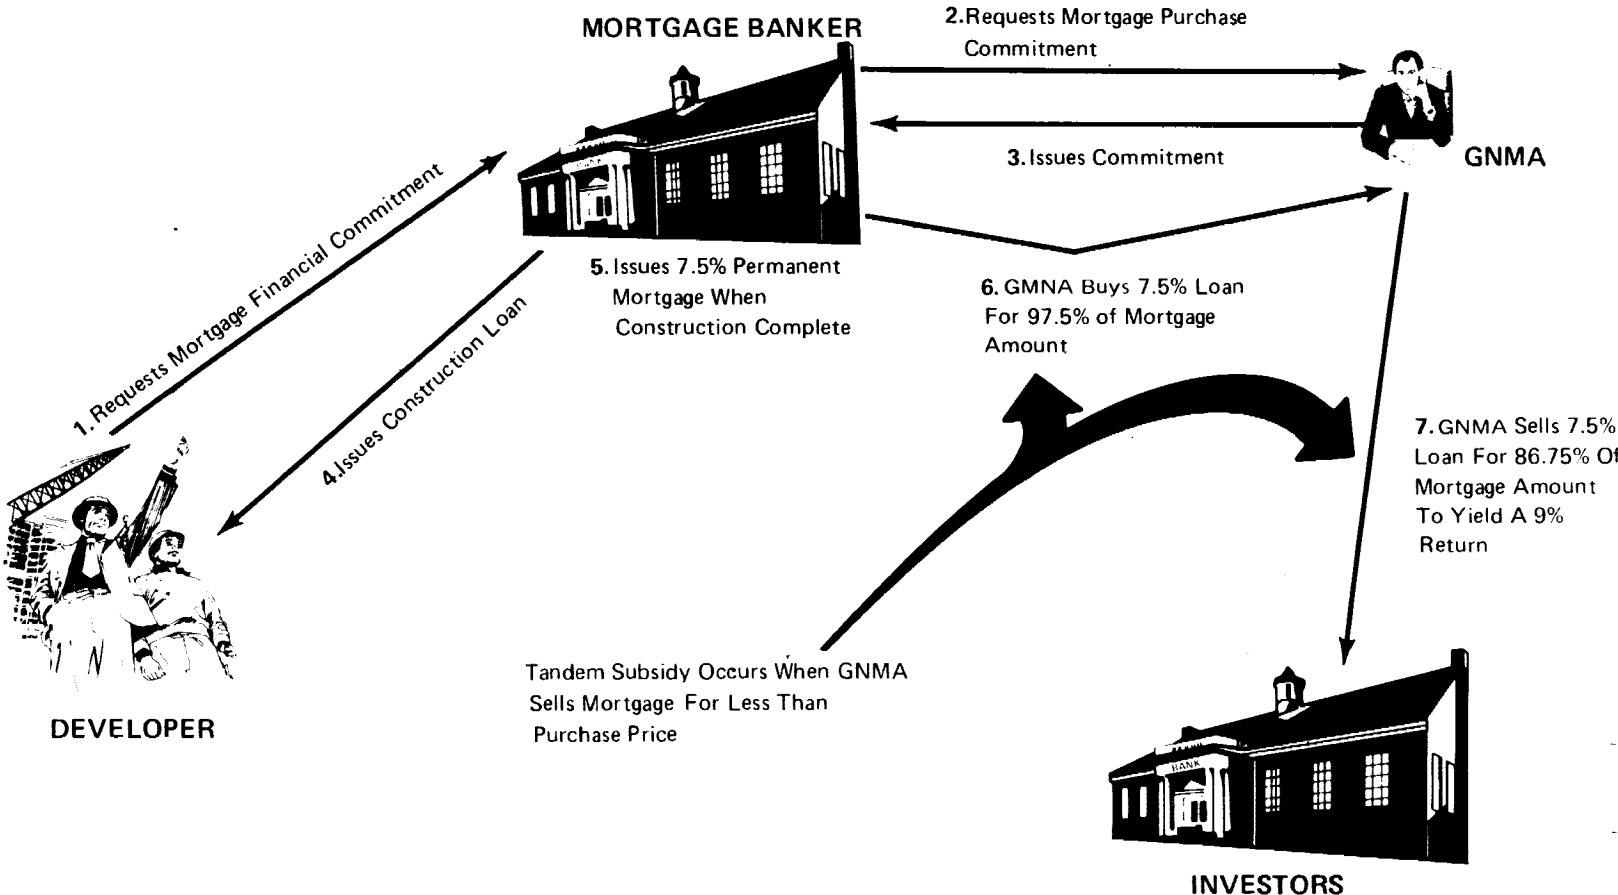 MORTGAGE BANKER
2. Requests Mortgage Purchase
Commitment
3. Issues Commitment
GNMA
1. Requests Mortgage Financial Commitment
4. Issues Construction Loan
5. Issues 7.5% Permanent
Mortgage When
Construction Complete
6. GMNA Buys 7.5% Loan
For 97.5% of Mortgage
Amount
7. GNMA Sells 7.5%
Loan For 86.75% Of
Mortgage Amount
To Yield A 9%
Return
Tandem Subsidy Occurs When GNMA
Sells Mortgage For Less Than
Purchase Price
DEVELOPER
BANK
INVESTORS